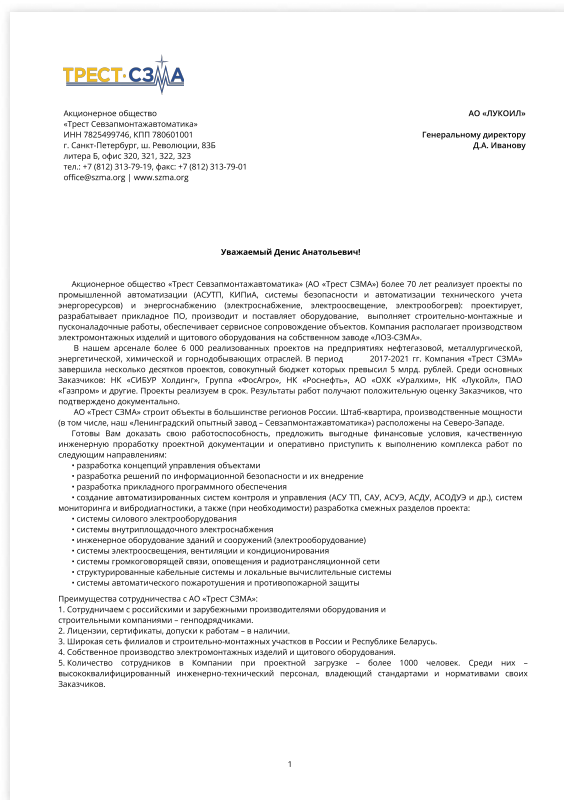 ТРЕСТ·СЗМА
Акционерное общество
«Трест Севзапмонтажавтоматика»
ИНН 7825499746, КПП 780601001
г. Санкт-Петербург, ш. Революции, 83Б
литера Б, офис 320, 321, 322, 323
тел.: +7 (812) 313-79-19, факс: +7 (812) 313-79-01
office@szma.org | www.szma.org
АО «ЛУКОИЛ»
Генеральному директору
Д.А. Иванову
Уважаемый Денис Анатольевич!
Акционерное общество «Трест Севзапмонтажавтоматика» (АО «Трест СЗМА») более 70 лет реализует проекты по
промышленной автоматизации (АСУТП, КИПиА, системы безопасности и автоматизации технического учета
энергоресурсов) и энергоснабжению (электроснабжение, электроосвещение, электрообогрев): проектирует,
разрабатывает прикладное ПО, производит и поставляет оборудование, выполняет строительно-монтажные и
пусконаладочные работы, обеспечивает сервисное сопровождение объектов. Компания располагает производством
электромонтажных изделий и щитового оборудования на собственном заводе «ЛОЗ-СЗМА».
В нашем арсенале более 6 000 реализованных проектов на предприятиях нефтегазовой, металлургической,
энергетической, химической и горнодобывающих отраслей. В период 2017-2021 гг. Компания «Трест СЗМА»
завершила несколько десятков проектов, совокупный бюджет которых превысил 5 млрд. рублей. Среди основных
Заказчиков: НК «СИБУР Холдинг», Группа «ФосАгро», НК «Роснефть», АО «ОХК «Уралхим», НК «Лукойл», ПАО
«Газпром» и другие. Проекты реализуем в срок. Результаты работ получают положительную оценку Заказчиков, что
подтверждено документально.
АО «Трест СЗМА» строит объекты в большинстве регионов России. Штаб-квартира, производственные мощности
(в том числе, наш «Ленинградский опытный завод – Севзапмонтажавтоматика») расположены на Северо-Западе.
Готовы Вам доказать свою работоспособность, предложить выгодные финансовые условия, качественную
инженерную проработку проектной документации и оперативно приступить к выполнению комплекса работ по
следующим направлениям:
• разработка концепций управления объектами
• разработка решений по информационной безопасности и их внедрение
• разработка прикладного программного обеспечения
• создание автоматизированных систем контроля и управления (АСУ ТП, САУ, АСУЭ, АСДУ, АСОДУЭ и др.), систем
мониторинга и вибродиагностики, а также (при необходимости) разработка смежных разделов проекта:
• системы силового электрооборудования
• системы внутриплощадочного электроснабжения
• инженерное оборудование зданий и сооружений (электрооборудование)
• системы электроосвещения, вентиляции и кондиционирования
• системы громкоговорящей связи, оповещения и радиотрансляционной сети
• структурированные кабельные системы и локальные вычислительные системы
• системы автоматического пожаротушения и противопожарной защиты
Преимущества сотрудничества с АО «Трест СЗМА»:
1. Сотрудничаем с российскими и зарубежными производителями оборудования и
строительными компаниями – генподрядчиками.
2. Лицензии, сертификаты, допуски к работам – в наличии.
3. Широкая сеть филиалов и строительно-монтажных участков в России и Республике Беларусь.
4. Собственное производство электромонтажных изделий и щитового оборудования.
5. Количество сотрудников в Компании при проектной загрузке – более 1000 человек. Среди них –
высококвалифицированный инженерно-технический персонал, владеющий стандартами и нормативами своих
Заказчиков.
1